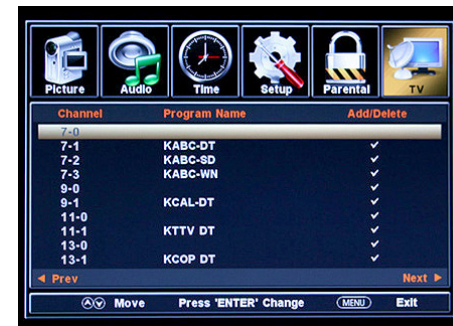 Picture Audio Time Setup Parental TV
Channel Program Name Add/Delete
7-0
7-1 KABC-DT ✓
7-2 KABC-SD ✓
7-3 KABC-WN ✓
9-0 ✓
9-1 KCAL-DT ✓
11-0 ✓
11-1 KTTV DT ✓
13-0 ✓
13-1 KCOP DT ✓
◀ Prev Next ▶
Move Press 'ENTER' Change MENU Exit